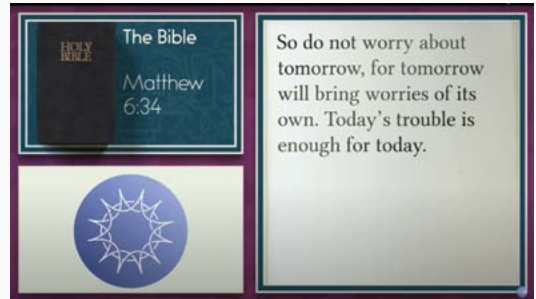 HOLY
BIBLE
The Bible
Matthew
6:34
So do not worry about
tomorrow, for tomorrow
will bring worries of its
own. Today's trouble is
enough for today.